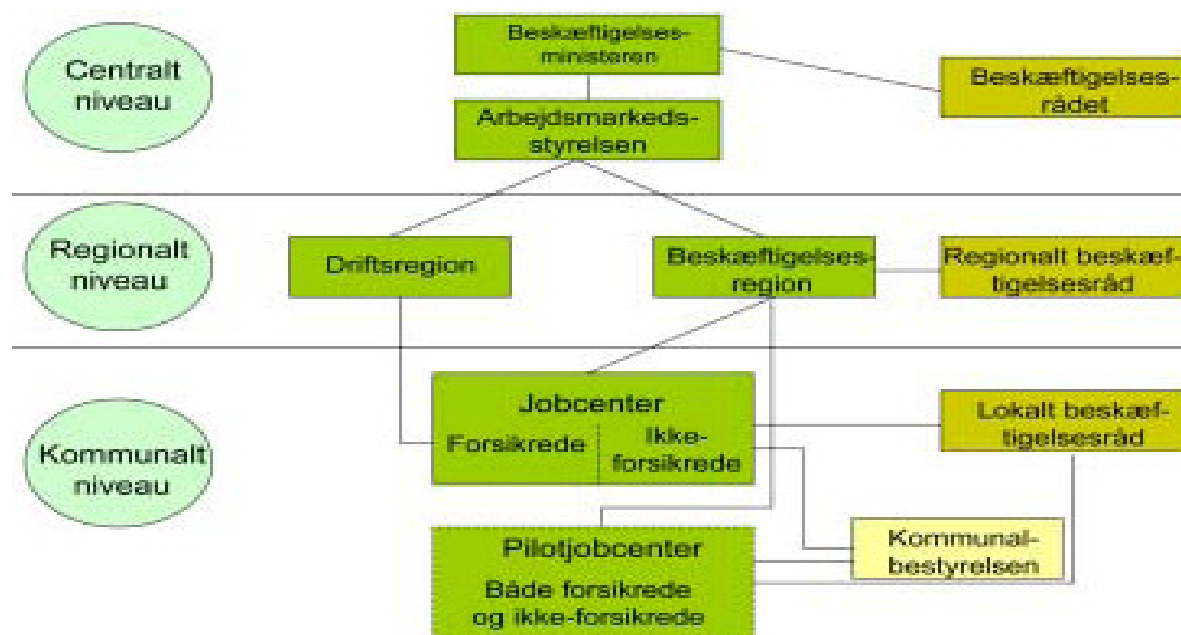 Centralt
niveau
Beskæftigelses-
ministeren
Arbejdsmarkeds-
styrelsen
Beskæftigelses-
rådet
Regionalt
niveau
Driftsregion
Beskæftigelses-
region
Regionalt beskæf-
tigelsesråd
Kommunalt
niveau
Jobcenter
Forsikrede
Ikke-
forsikrede
Lokalt beskæf-
tigelsesråd
Pilotjobcenter
Både forsikrede
og ikke-forsikrede
Kommunal-
bestyrelsen